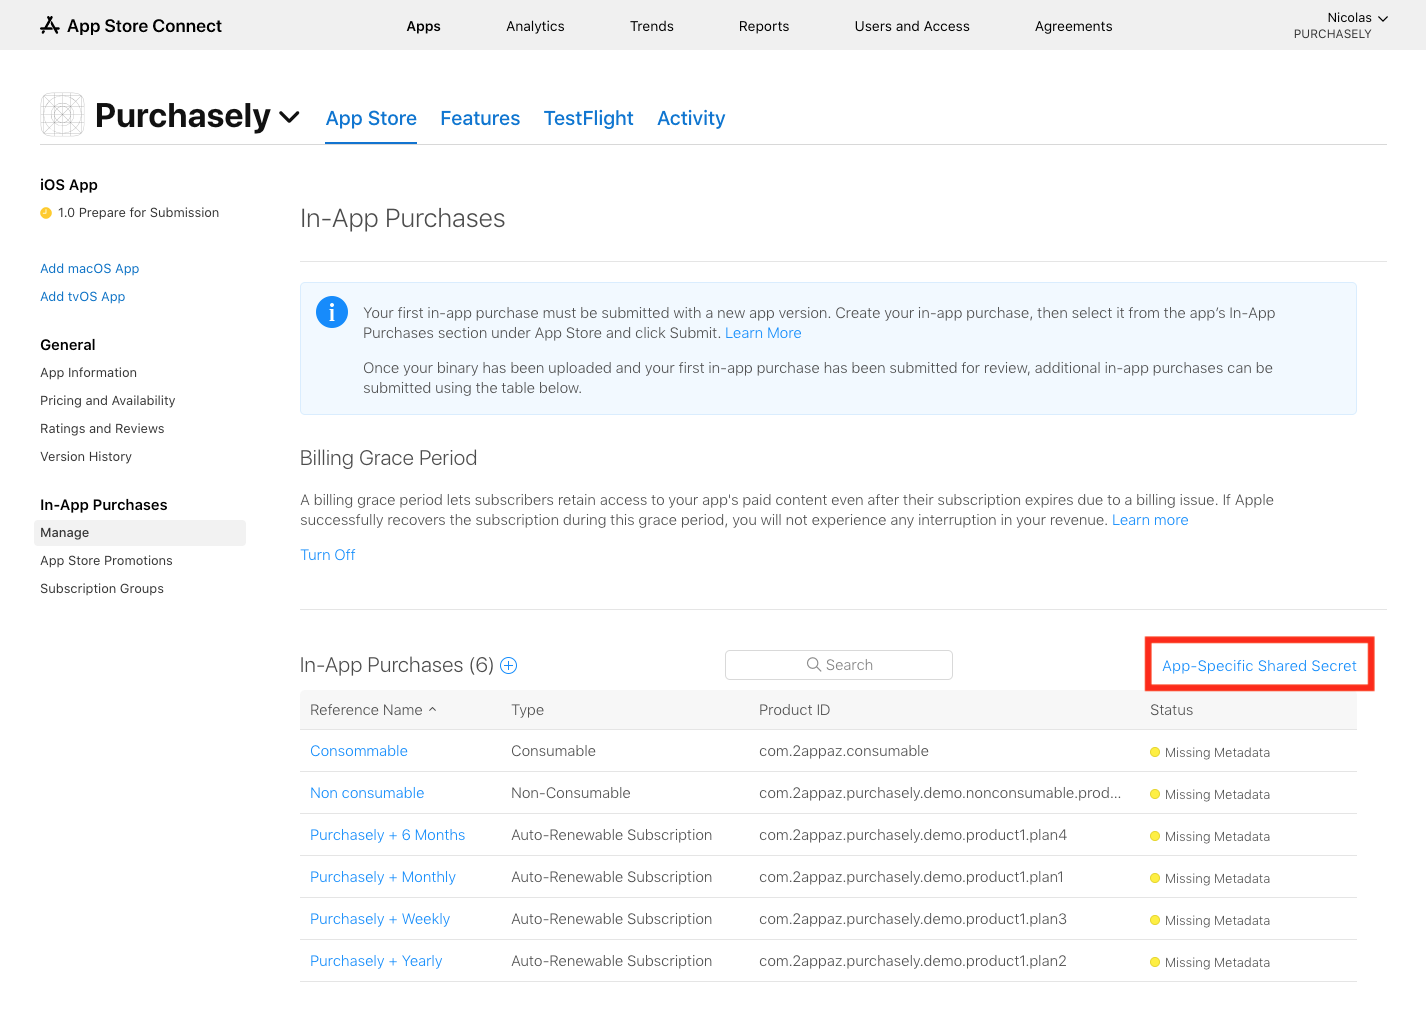 App Store Connect
Apps
Analytics
Trends
Reports
Users and Access
Agreements
Nicolas
PURCHASELY
Purchasely
App Store
Features
TestFlight
Activity
iOS App
1.0 Prepare for Submission
Add macOS App
Add tvOS App
General
App Information
Pricing and Availability
Ratings and Reviews
Version History
In-App Purchases
Manage
App Store Promotions
Subscription Groups
In-App Purchases
Your first in-app purchase must be submitted with a new app version. Create your in-app purchase, then select it from the app’s In-App
Purchases section under App Store and click Submit. Learn More
Once your binary has been uploaded and your first in-app purchase has been submitted for review, additional in-app purchases can be
submitted using the table below.
Billing Grace Period
A billing grace period lets subscribers retain access to your app's paid content even after their subscription expires due to a billing issue. If Apple
successfully recovers the subscription during this grace period, you will not experience any interruption in your revenue. Learn more
Turn Off
In-App Purchases (6)
Search
App-Specific Shared Secret
Reference Name Type Product ID Status
Consommable Consumable com.2appaz.consumable Missing Metadata
Non consumable Non-Consumable com.2appaz.purchasely.demo.nonconsumable.prod... Missing Metadata
Purchasely + 6 Months Auto-Renewable Subscription com.2appaz.purchasely.demo.product1.plan4 Missing Metadata
Purchasely + Monthly Auto-Renewable Subscription com.2appaz.purchasely.demo.product1.plan1 Missing Metadata
Purchasely + Weekly Auto-Renewable Subscription com.2appaz.purchasely.demo.product1.plan3 Missing Metadata
Purchasely + Yearly Auto-Renewable Subscription com.2appaz.purchasely.demo.product1.plan2 Missing Metadata